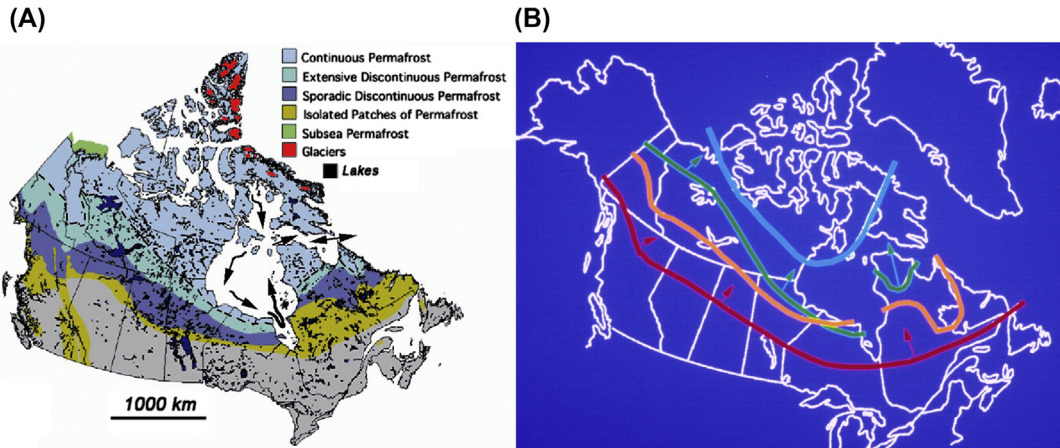 (A)
Continuous Permafrost
Extensive Discontinuous Permafrost
Sporadic Discontinuous Permafrost
Isolated Patches of Permafrost
Subsea Permafrost
Glaciers
Lakes
1000 km
(B)